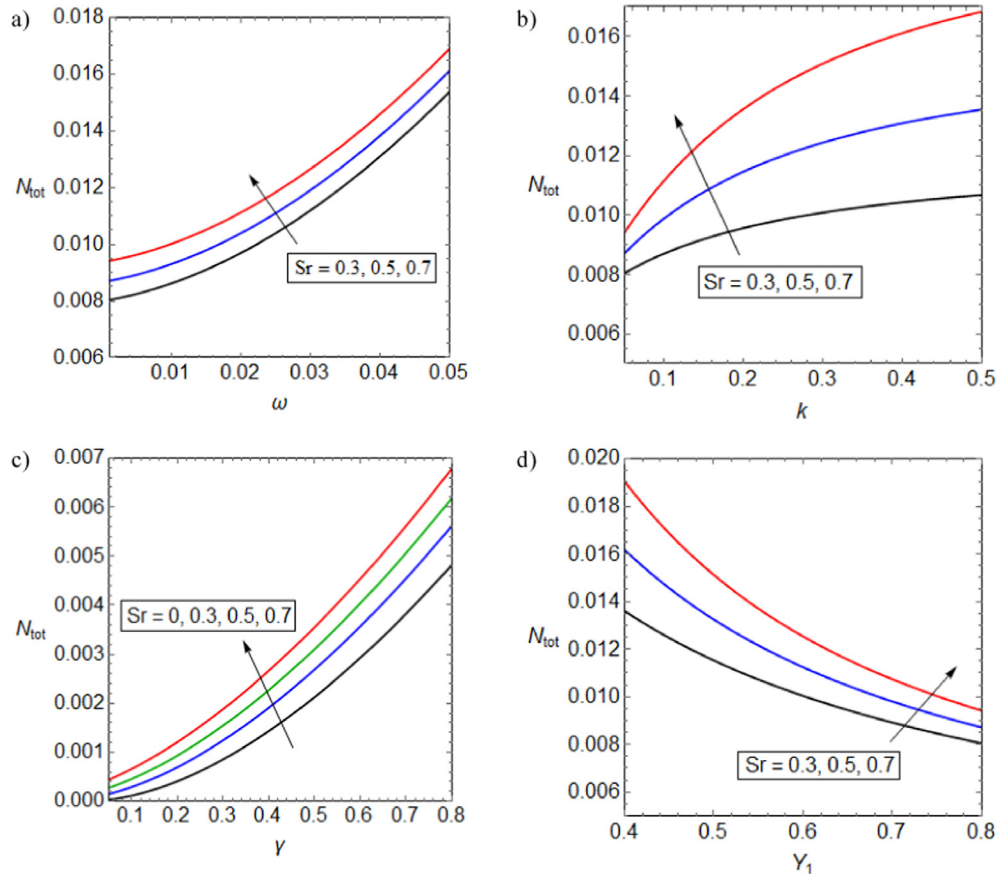 a)
0.018
0.016
0.014
N_tot 0.012
0.010
0.008
0.006
Sr = 0.3, 0.5, 0.7
0.01 0.02 0.03 0.04 0.05
ω
b)
0.016
0.014
N_tot 0.012
0.010
0.008
0.006
Sr = 0.3, 0.5, 0.7
0.1 0.2 0.3 0.4 0.5
k
c)
0.007
0.006
0.005
0.004
N_tot
0.003
0.002
0.001
0.000
Sr = 0, 0.3, 0.5, 0.7
0.1 0.2 0.3 0.4 0.5 0.6 0.7 0.8
γ
d)
0.020
0.018
0.016
0.014
N_tot
0.012
0.010
0.008
0.006
Sr = 0.3, 0.5, 0.7
0.4 0.5 0.6 0.7 0.8
Y_1